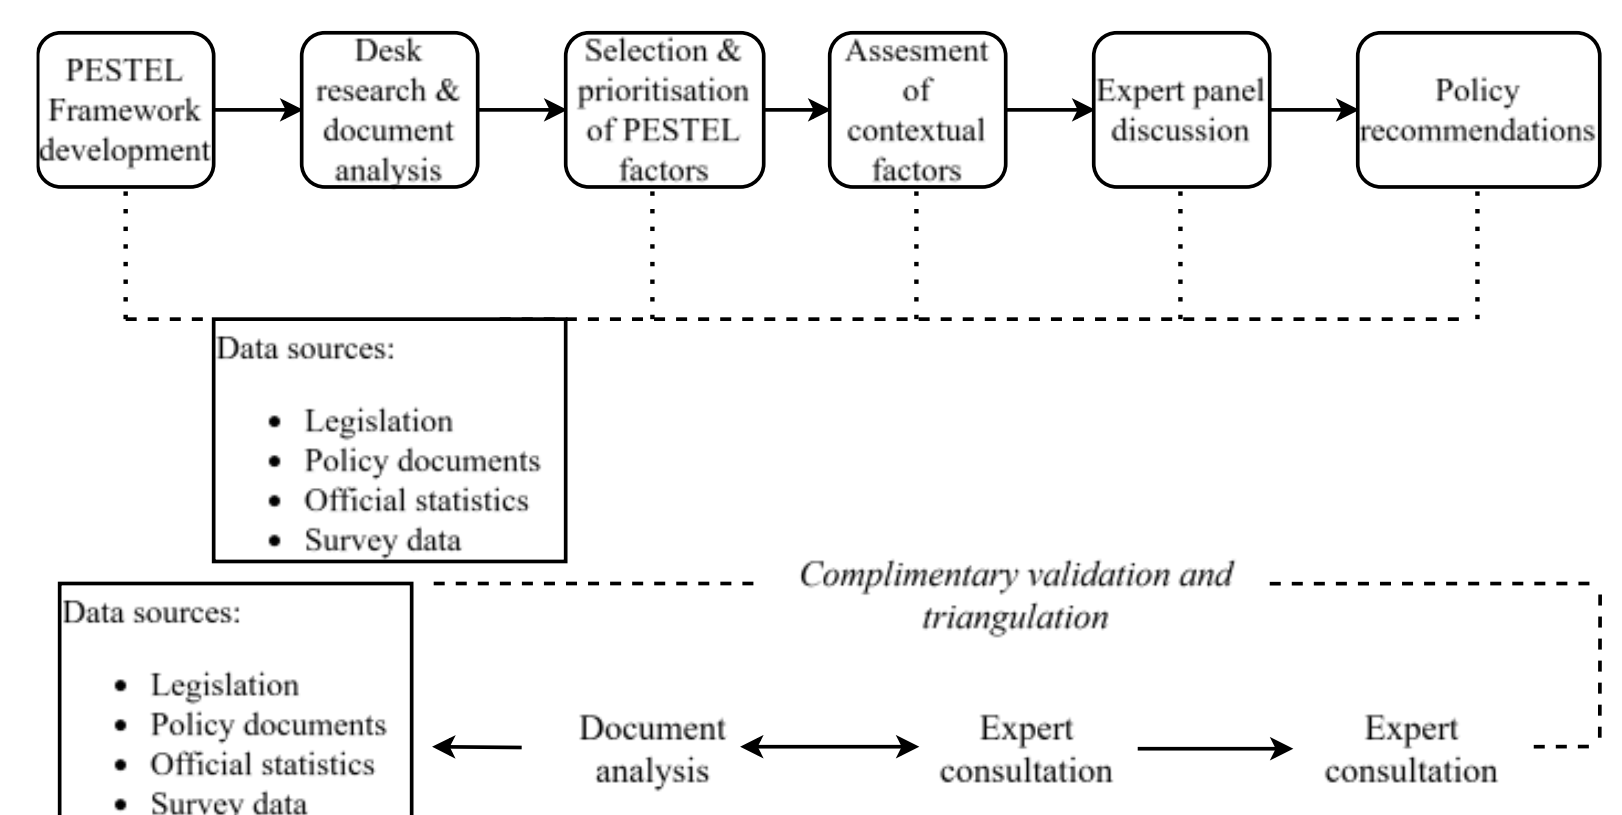 PESTEL
Framework
development
Desk
research &
document
analysis
Selection &
prioritisation
of PESTEL
factors
Assesment
of
contextual
factors
Expert panel
discussion
Policy
recommendations
Data sources:
• Legislation
• Policy documents
• Official statistics
• Survey data
Complimentary validation and
triangulation
Data sources:
• Legislation
• Policy documents
• Official statistics
• Survey data
Document
analysis
Expert
consultation
Expert
consultation